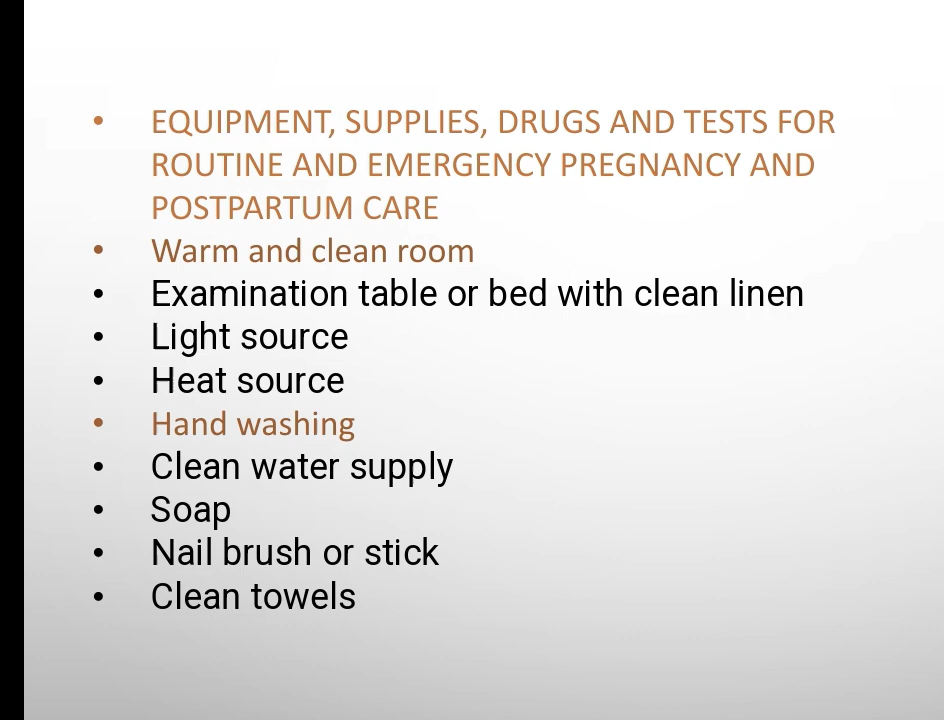 • EQUIPMENT, SUPPLIES, DRUGS AND TESTS FOR
ROUTINE AND EMERGENCY PREGNANCY AND
POSTPARTUM CARE
• Warm and clean room
• Examination table or bed with clean linen
• Light source
• Heat source
• Hand washing
• Clean water supply
• Soap
• Nail brush or stick
• Clean towels